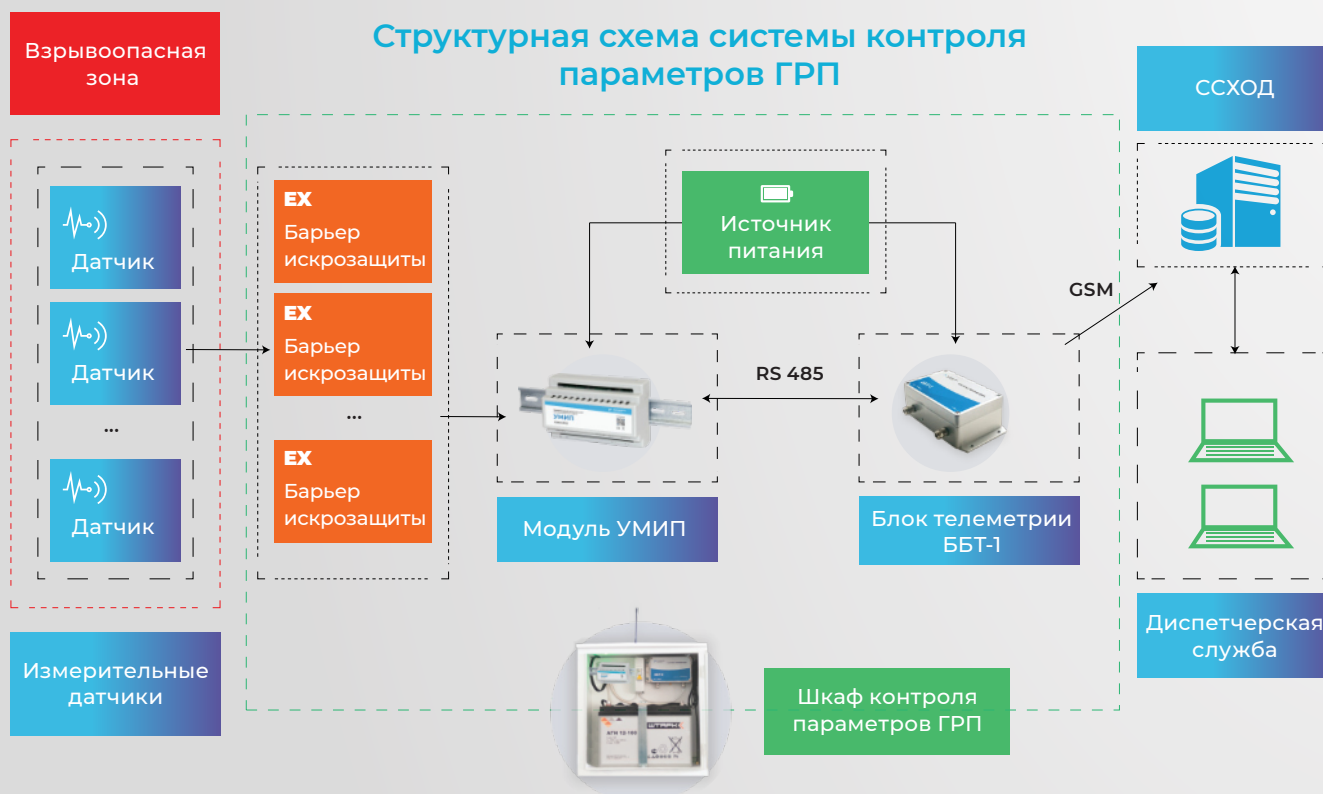 Взрывоопасная
зона
Структурная схема системы контроля
параметров ГРП
ССХОД
EX
Барьер
искрозащиты
Датчик
Источник
питания
GSM
EX
Барьер
искрозащиты
Датчик
RS 485
...
...
УМИП
EX
Барьер
искрозащиты
Датчик
Модуль УМИП
Блок телеметрии
ББТ-1
Диспетчерская
служба
Измерительные
датчики
Шкаф контроля
параметров ГРП